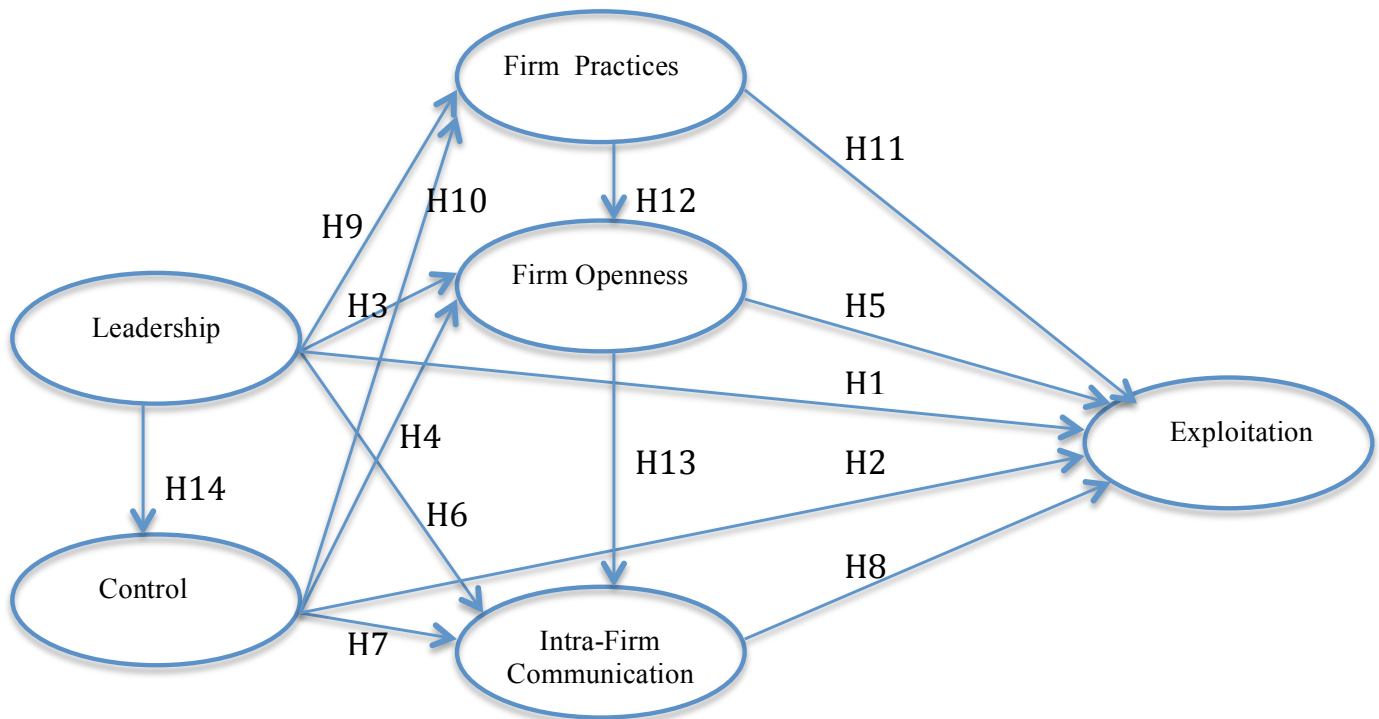 Firm Practices
H11
H10
H12
H9
Firm Openness
H3
H5
Leadership
H1
H4
H2
H13
Exploitation
H14
H6
H8
Control
H7
Intra-Firm
Communication